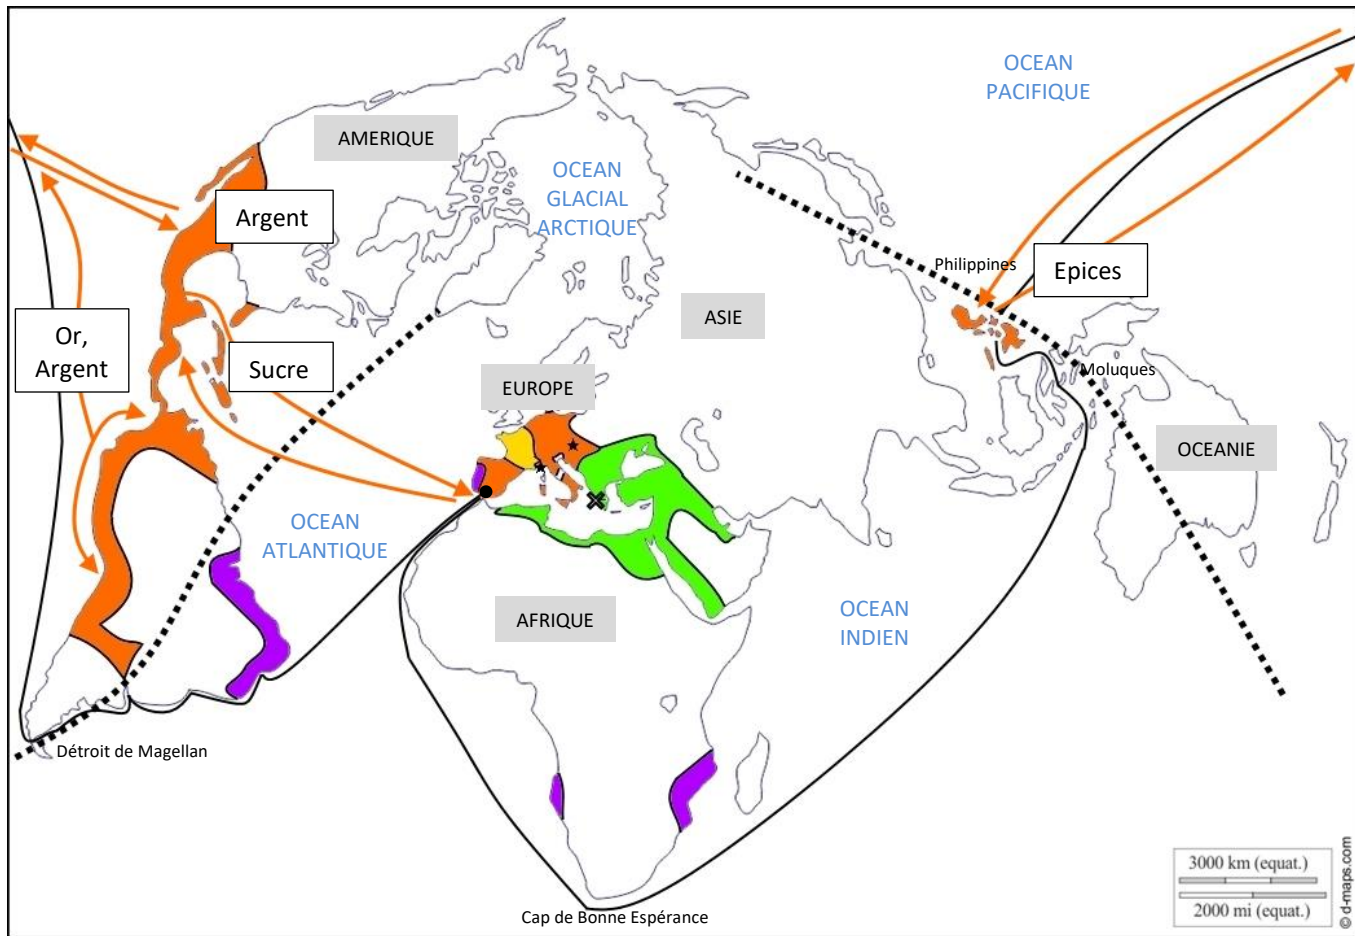 OCEAN
PACIFIQUE
AMERIQUE
OCEAN
GLACIAL
ARCTIQUE
Argent
Philippines
Epices
ASIE
Or,
Argent
Sucre
Moluques
EUROPE
OCEANIE
OCEAN
ATLANTIQUE
AFRIQUE
OCEAN
INDIEN
Détroit de Magellan
Cap de Bonne Espérance
3000 km (equat.)
2000 mi (equat.)
© d-maps.com